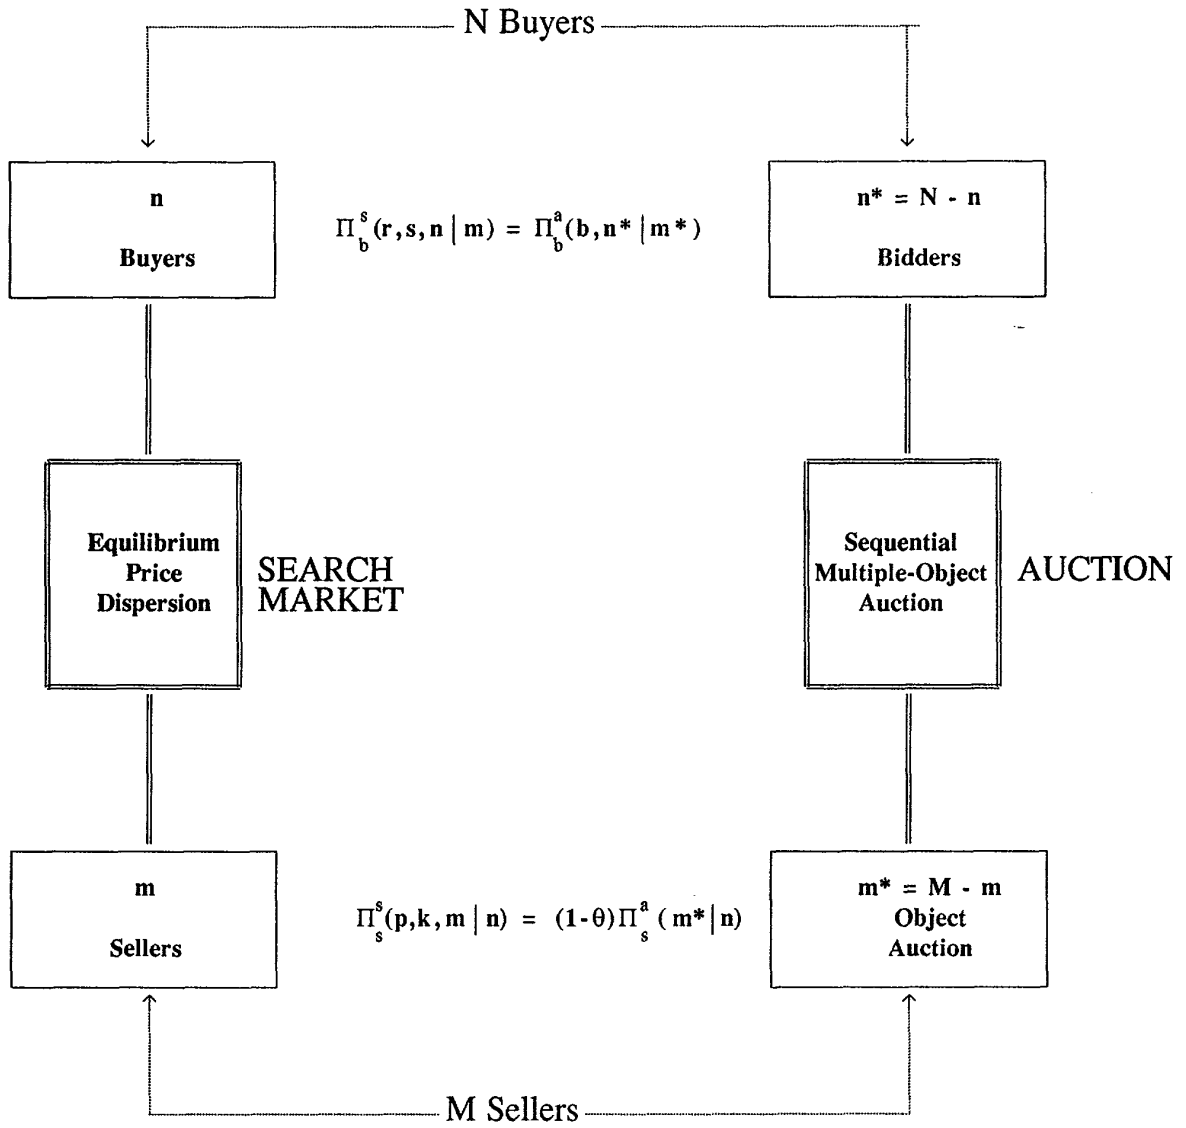 N Buyers
n
Buyers
Π_b^s(r,s,n | m) = Π_b^a(b,n* | m*)
n* = N - n
Bidders
Equilibrium
Price
Dispersion
SEARCH
MARKET
Sequential
Multiple-Object
Auction
AUCTION
m
Sellers
Π_s^s(p,k,m | n) = (1-θ)Π_s^a(m* | n)
m* = M - m
Object
Auction
M Sellers